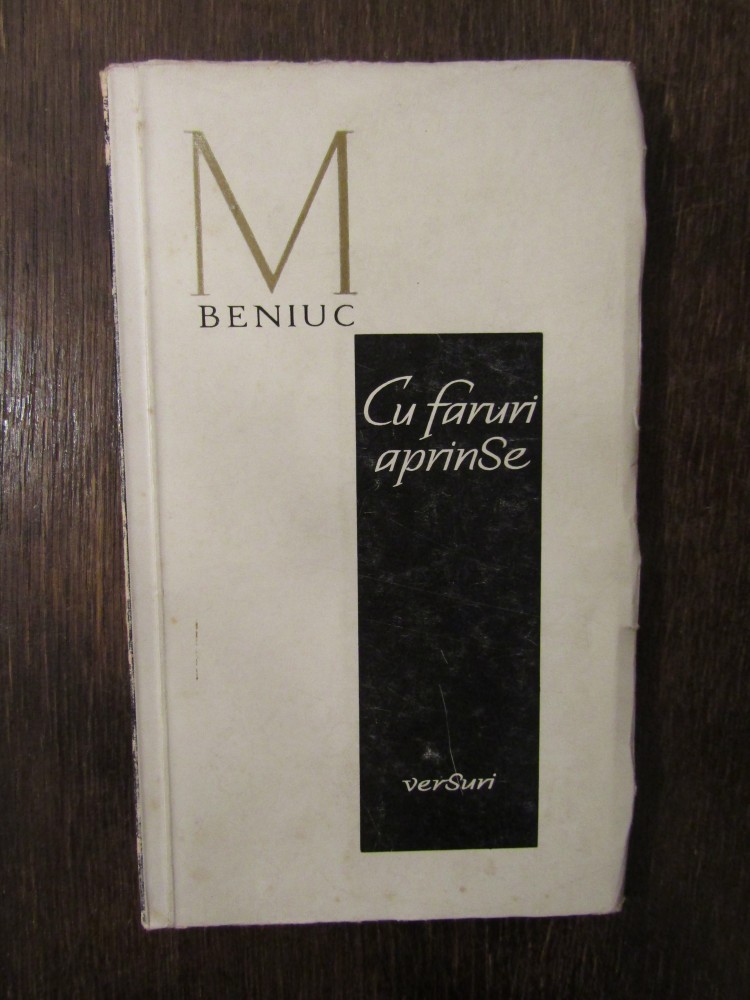 M
BENIUC
Cu faruri
aprinSe
verSuri